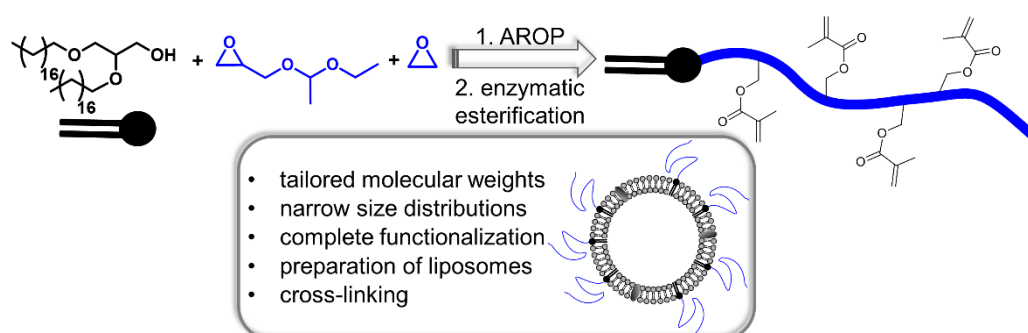 O
16
O
OH
16
+
O
O
O
+
O
1. AROP
2. enzymatic
esterification
O
O
O
O
O
O
O
O
• tailored molecular weights
• narrow size distributions
• complete functionalization
• preparation of liposomes
• cross-linking